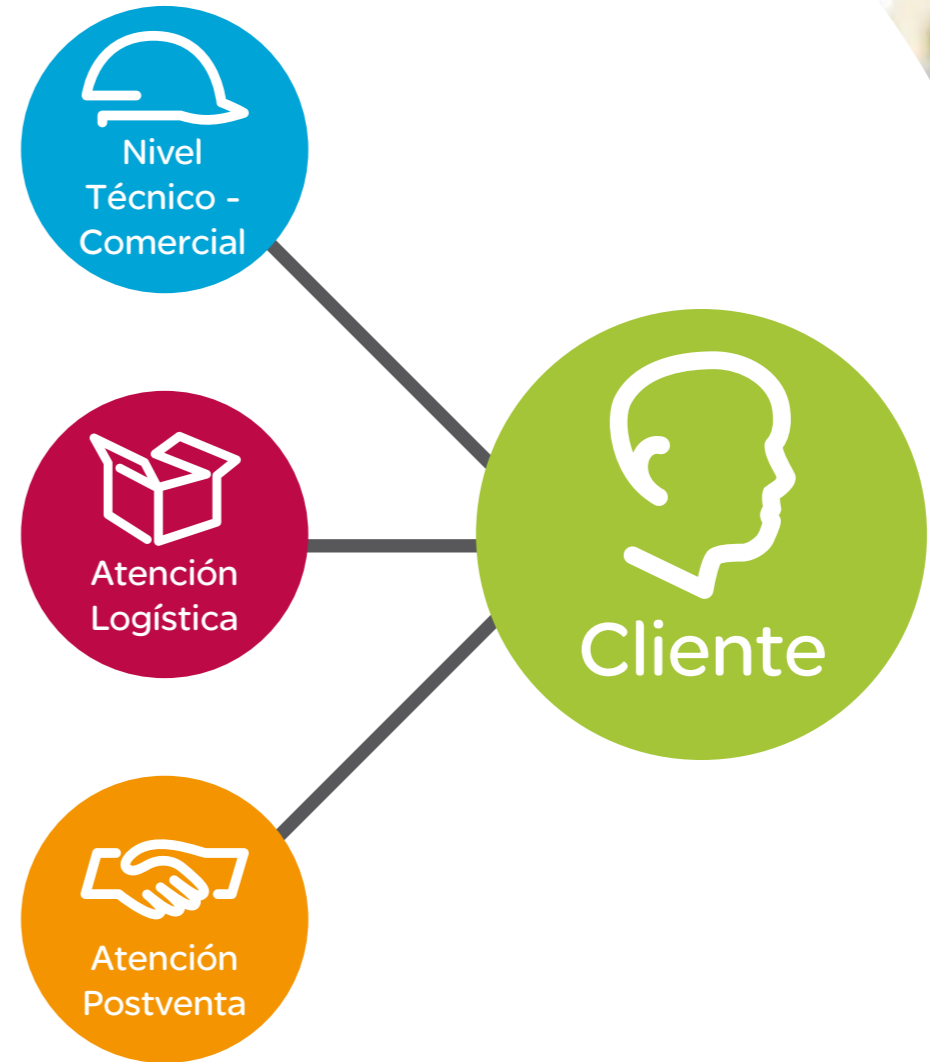 Nivel
Técnico -
Comercial
Atención
Logística
Cliente
Atención
Postventa